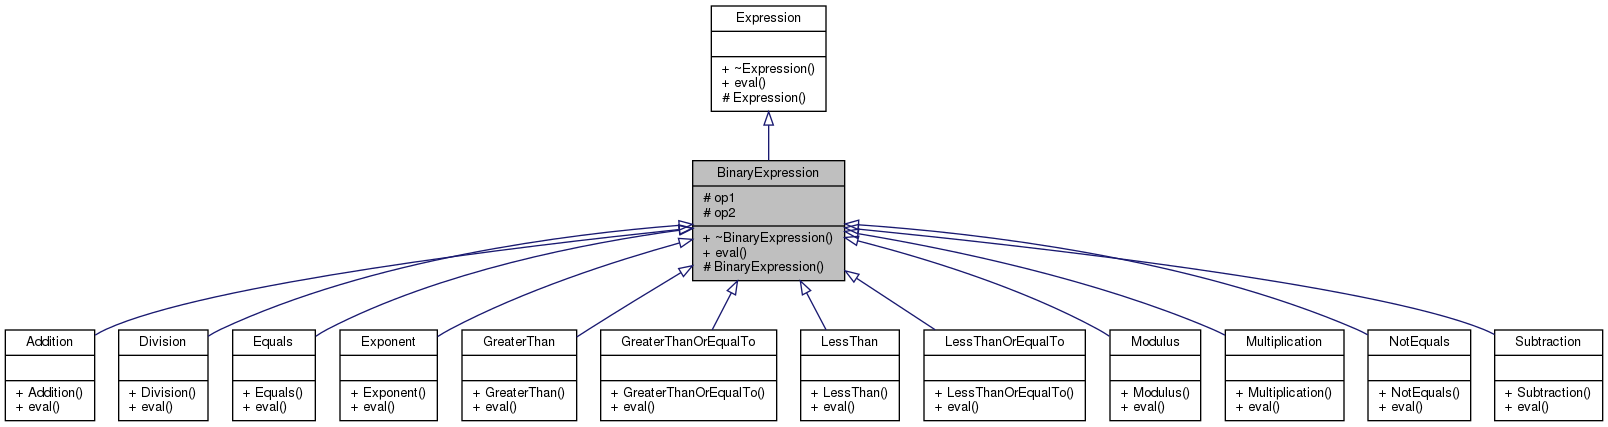 Expression
+ ~Expression()
+ eval()
# Expression()
BinaryExpression
# op1
# op2
+ ~BinaryExpression()
+ eval()
# BinaryExpression()
Addition
+ Addition()
+ eval()
Division
+ Division()
+ eval()
Equals
+ Equals()
+ eval()
Exponent
+ Exponent()
+ eval()
GreaterThan
+ GreaterThan()
+ eval()
GreaterThanOrEqualTo
+ GreaterThanOrEqualTo()
+ eval()
LessThan
+ LessThan()
+ eval()
LessThanOrEqualTo
+ LessThanOrEqualTo()
+ eval()
Modulus
+ Modulus()
+ eval()
Multiplication
+ Multiplication()
+ eval()
NotEquals
+ NotEquals()
+ eval()
Subtraction
+ Subtraction()
+ eval()